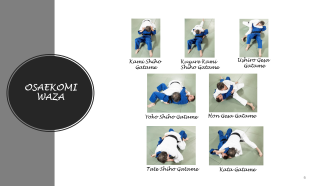 OSAEKOMI
WAZA
Kami Shiho
Gatame
Kuzure Kami
Shiho Gatame
Ushiro Gesa
Gatame
Yoko Shiho Gatame
Hon Gesa Gatame
Tate Shiho Gatame
Kata Gatame